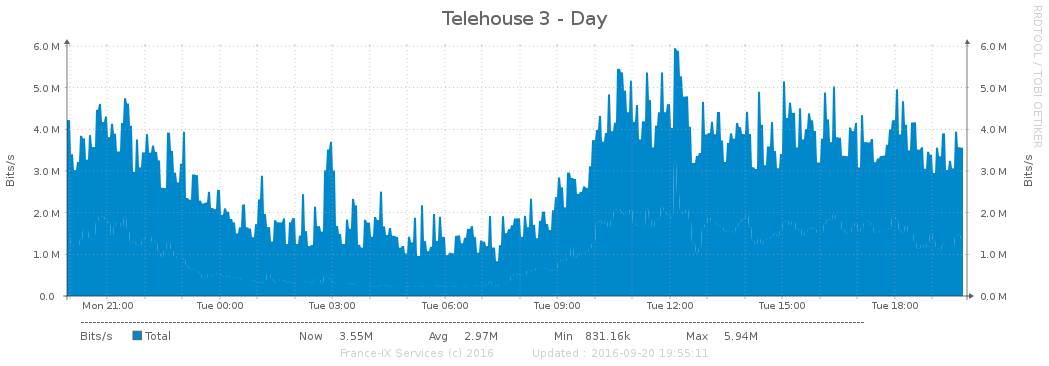 Telehouse 3 - Day
RRDTOOL / TOBI OETIKER
6.0 M 6.0 M
5.0 M 5.0 M
4.0 M 4.0 M
3.0 M 3.0 M
2.0 M 2.0 M
1.0 M 1.0 M
0.0 0.0 M
Bits/s Bits/s
Mon 21:00 Tue 00:00 Tue 03:00 Tue 06:00 Tue 09:00 Tue 12:00 Tue 15:00 Tue 18:00
Bits/s Total Now 3.55M Avg 2.97M Min 831.16k Max 5.94M
France-IX Services (c) 2016 Updated : 2016-09-20 19:55:11